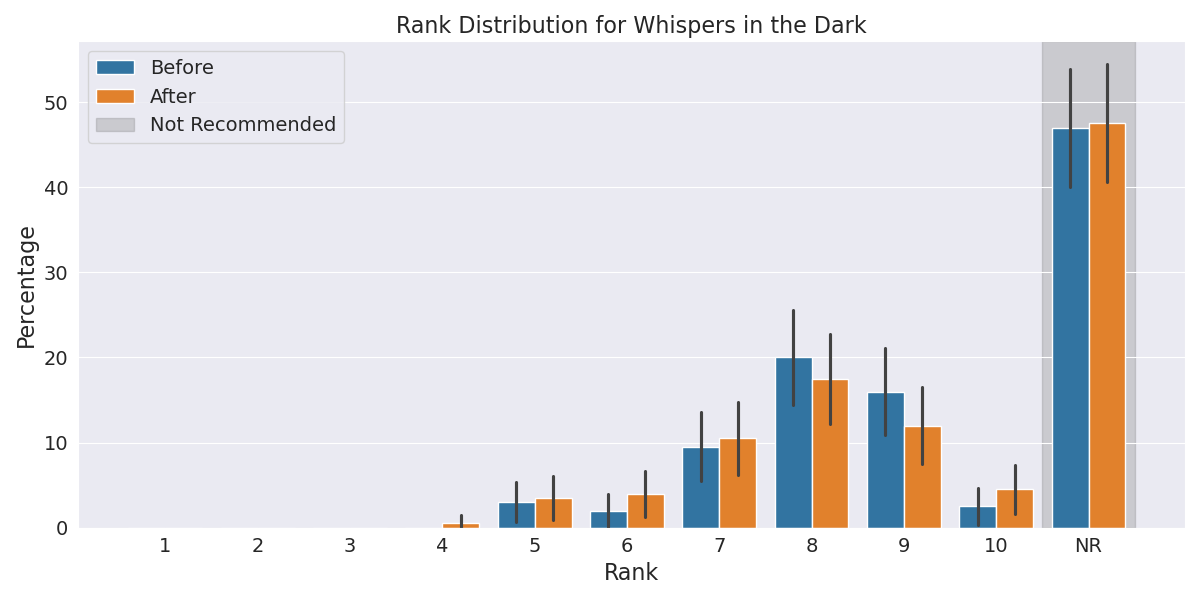 Rank Distribution for Whispers in the Dark
Before
After
Not Recommended
Percentage
50
40
30
20
10
0
1 2 3 4 5 6 7 8 9 10 NR
Rank